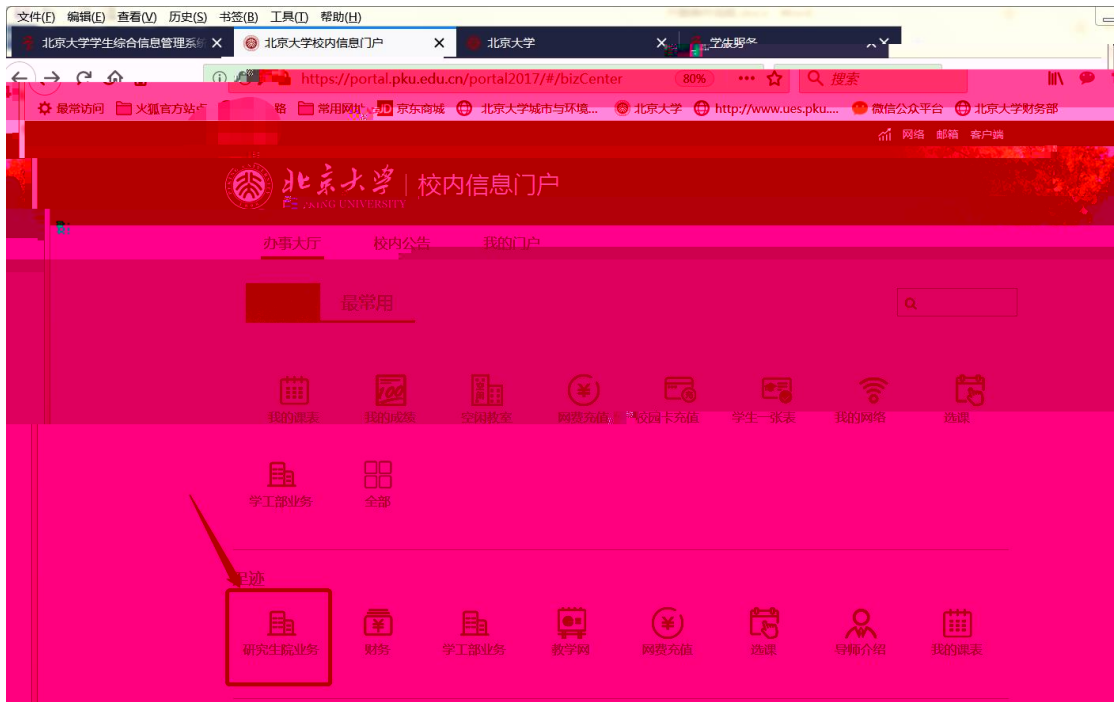 文件(F) 编辑(E) 查看(V) 历史(S) 书签(B) 工具(T) 帮助(H)
北京大学学生综合信息管理系统 北京大学校内信息门户 北京大学
https://portal.pku.edu.cn/portal2017/#/bizCenter 80% 搜索
最常访问 火狐官方站点 常用网址 JD 京东商城 北京大学城市与环境... 北京大学 http://www.ues.pku.... 微信公众平台 北京大学财务部
网络 邮箱 客户端
北京大学 校内信息门户
PEKING UNIVERSITY
办事大厅 校内公告 我的门户
最常用
我的课表 我的成绩 空闲教室 网费充值 校园卡充值 学生一张表 我的网络 选课
学工部业务 全部
足迹
研究生院业务 财务 学工部业务 教学网 网费充值 选课 导师介绍 我的课表